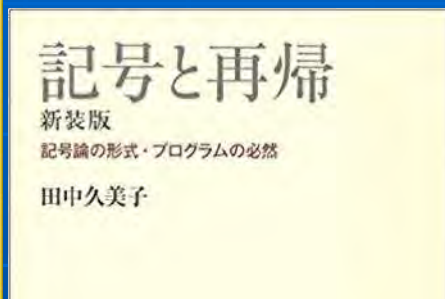 記号と再帰
新装版
記号論の形式・プログラムの必然
田中久美子